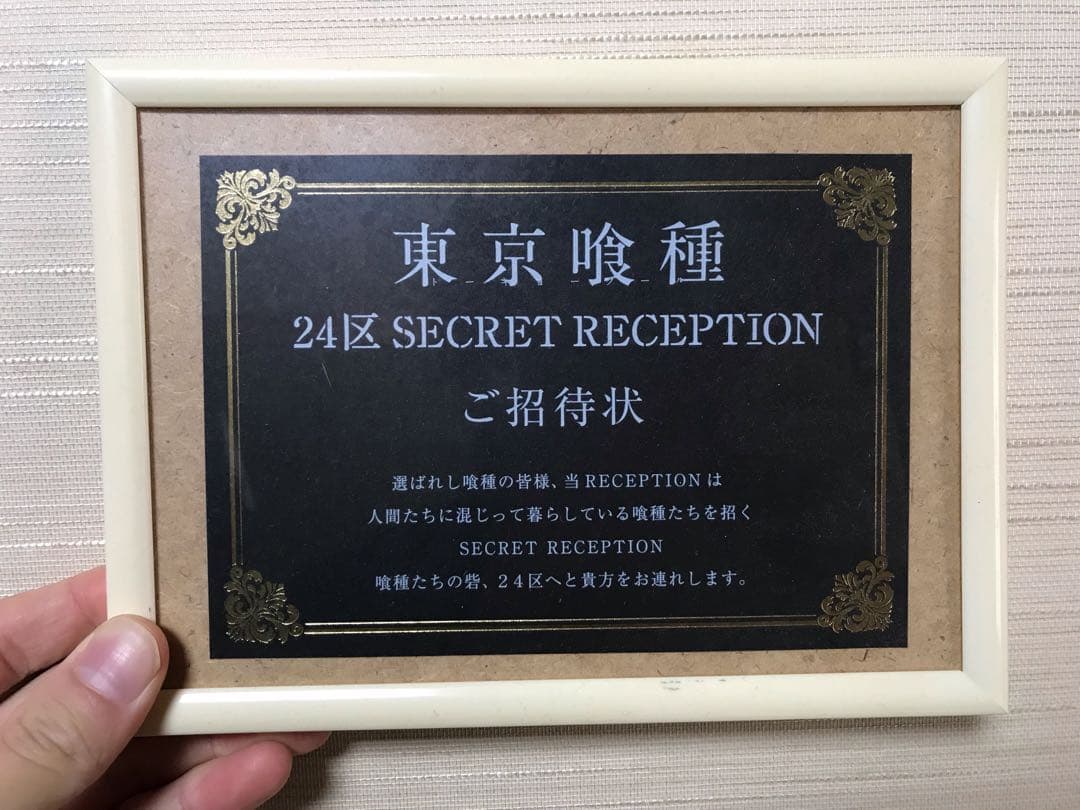 東京喰種
24区 SECRET RECEPTION
ご招待状
選ばれし喰種の皆様、当RECEPTIONは
人間たちに混じって暮らしている喰種たちを招く
SECRET RECEPTION
喰種たちの砦、24区へと貴方をお連れします。